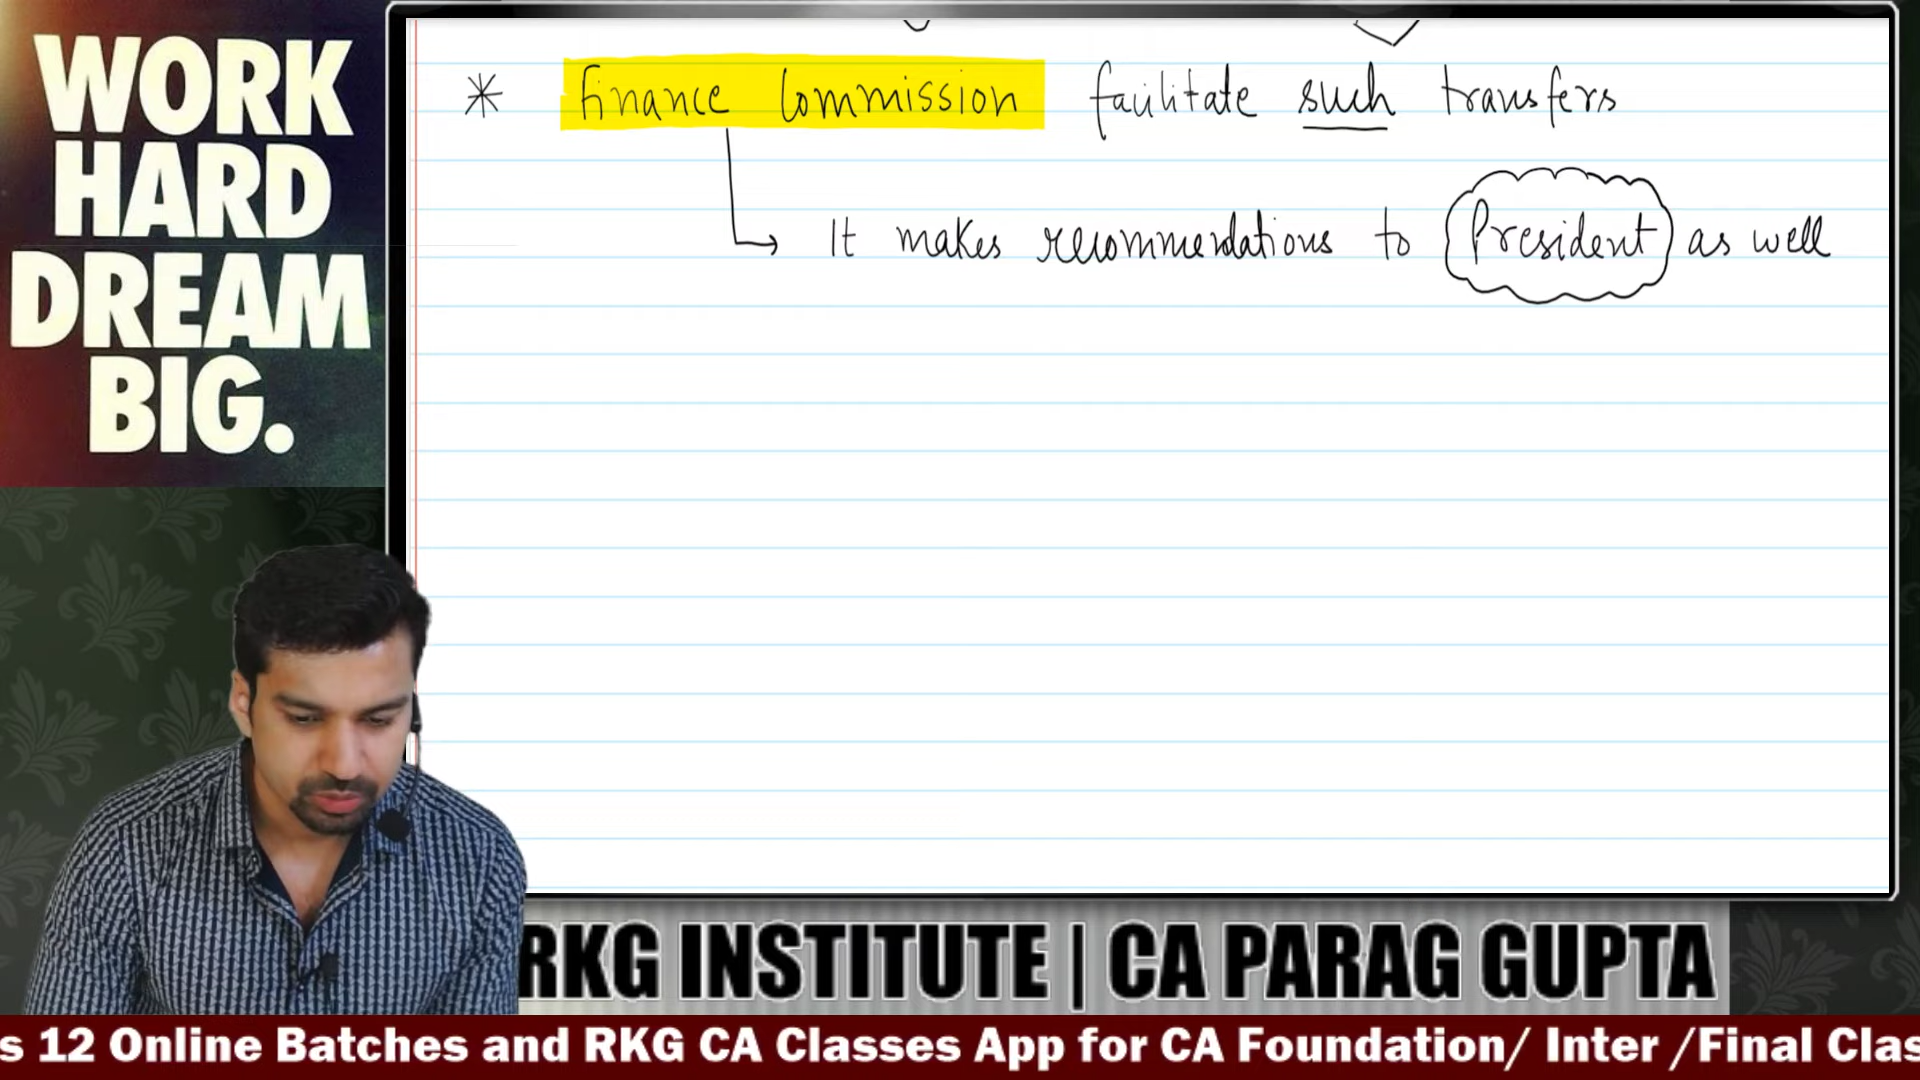 WORK
HARD
DREAM
BIG.
* Finance Commission facilitate such transfers
It makes recommendations to President as well
RKG INSTITUTE | CA PARAG GUPTA
s 12 Online Batches and RKG CA Classes App for CA Foundation/ Inter /Final Clas